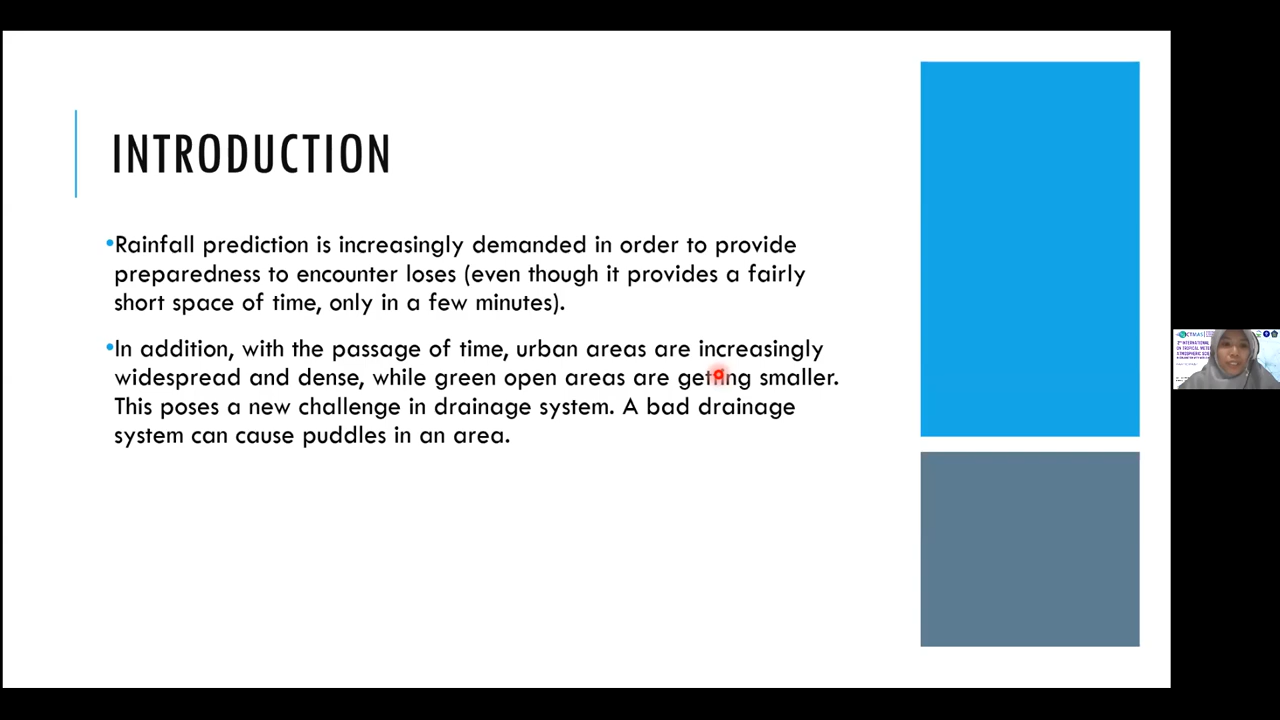 INTRODUCTION
•Rainfall prediction is increasingly demanded in order to provide
preparedness to encounter loses (even though it provides a fairly
short space of time, only in a few minutes).
•In addition, with the passage of time, urban areas are increasingly
widespread and dense, while green open areas are getting smaller.
This poses a new challenge in drainage system. A bad drainage
system can cause puddles in an area.